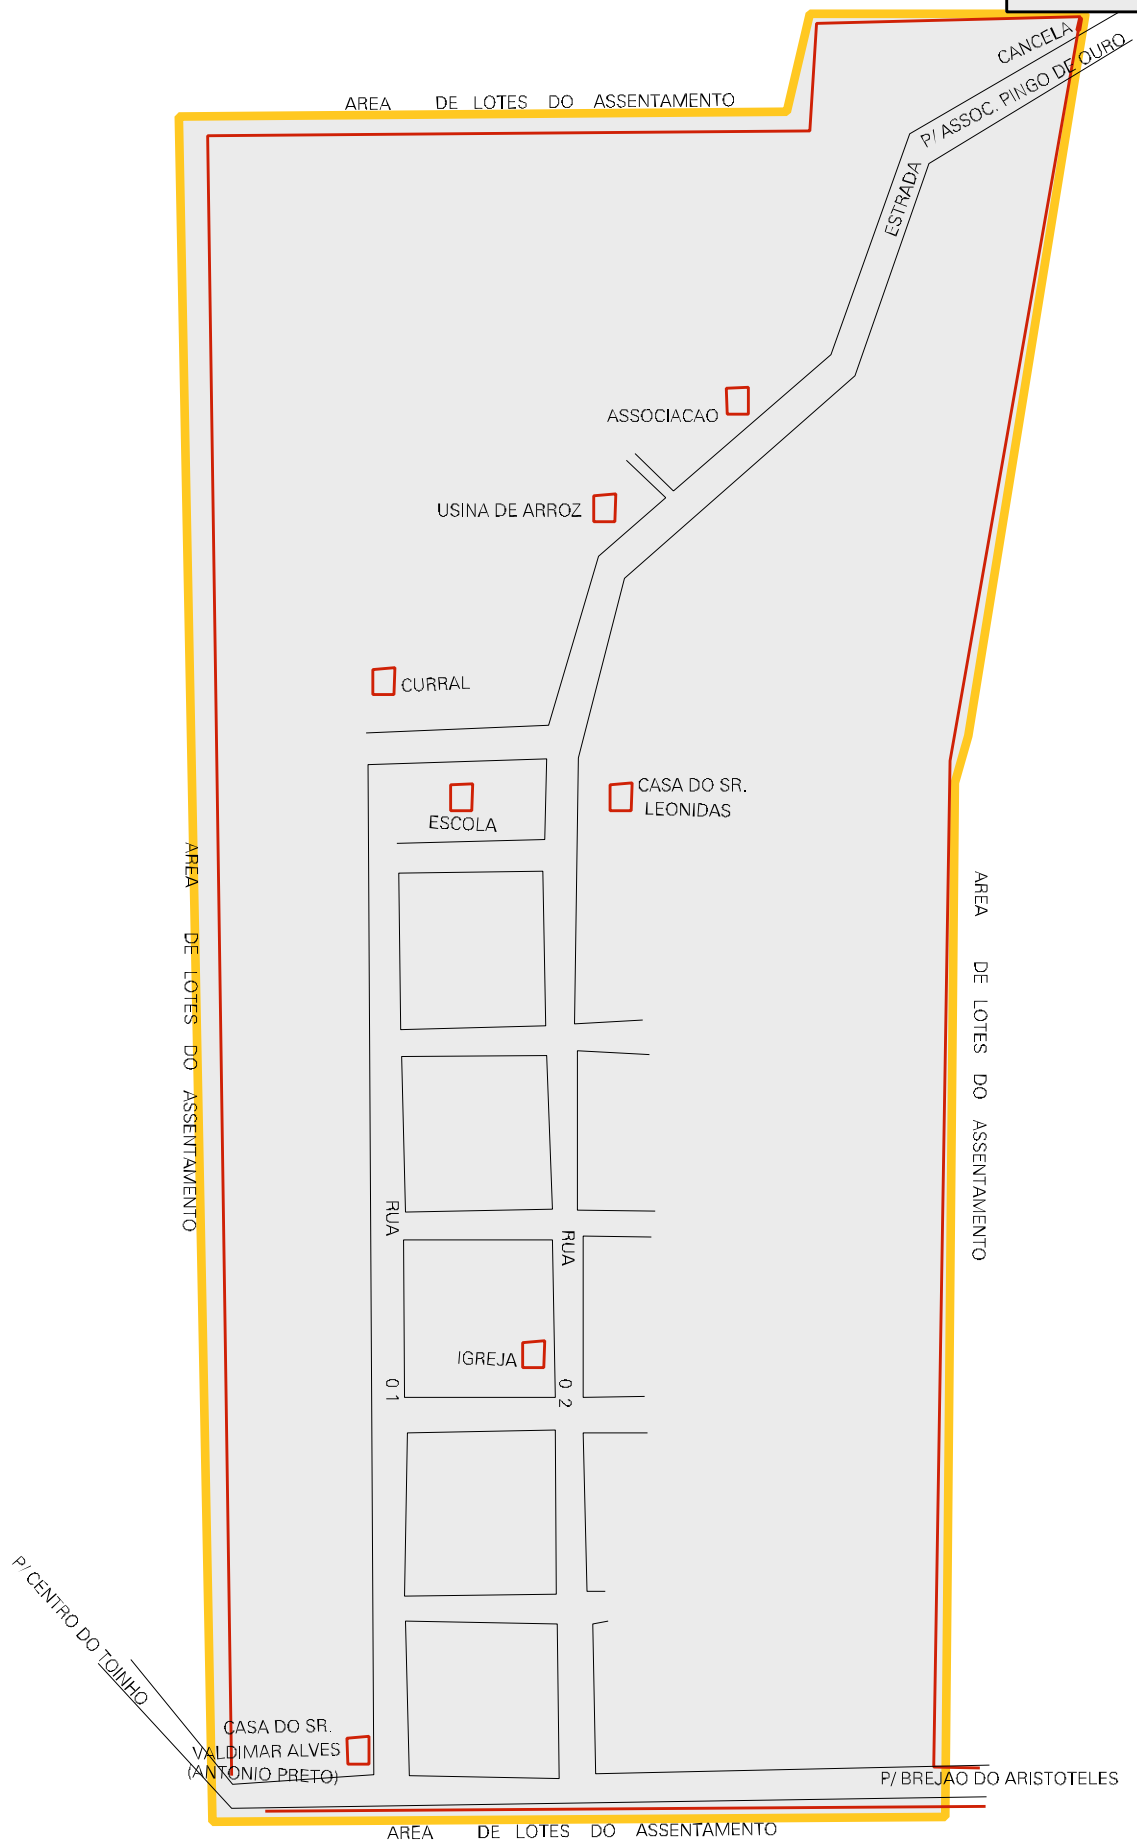 CANCELA
P/ ASSOC. PINGO DE OURO
AREA DE LOTES DO ASSENTAMENTO
ESTRADA
ASSOCIACAO
USINA DE ARROZ
CURRAL
CASA DO SR.
LEONIDAS
ESCOLA
AREA DE LOTES DO ASSENTAMENTO
AREA DE LOTES DO ASSENTAMENTO
RUA 01
RUA 02
IGREJA
P/ CENTRO DO TOINHO
CASA DO SR.
VALDIMAR ALVES
(ANTONIO PRETO)
P/ BREJAO DO ARISTOTELES
AREA DE LOTES DO ASSENTAMENTO